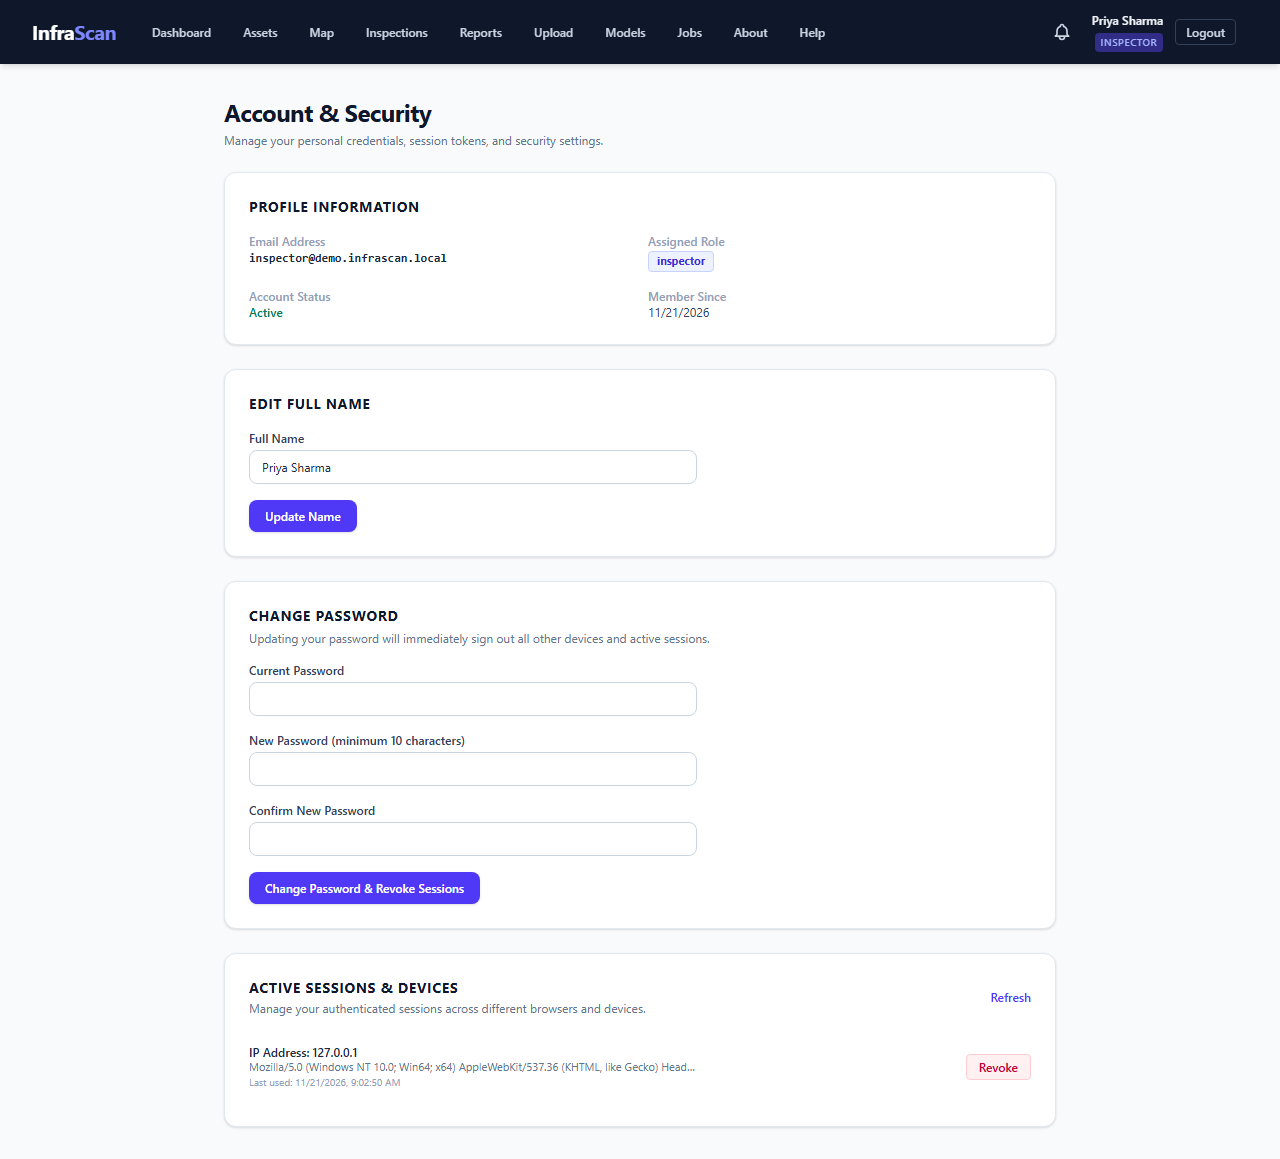 InfraScan Dashboard Assets Map Inspections Reports Upload Models Jobs About Help Priya Sharma INSPECTOR Logout
Account & Security
Manage your personal credentials, session tokens, and security settings.
PROFILE INFORMATION
Email Address
inspector@demo.infrascan.local
Assigned Role
inspector
Account Status
Active
Member Since
11/21/2026
EDIT FULL NAME
Full Name
Priya Sharma
Update Name
CHANGE PASSWORD
Updating your password will immediately sign out all other devices and active sessions.
Current Password
New Password (minimum 10 characters)
Confirm New Password
Change Password & Revoke Sessions
ACTIVE SESSIONS & DEVICES
Manage your authenticated sessions across different browsers and devices.
Refresh
IP Address: 127.0.0.1
Mozilla/5.0 (Windows NT 10.0; Win64; x64) AppleWebKit/537.36 (KHTML, like Gecko) Head...
Last used: 11/21/2026, 9:02:50 AM
Revoke